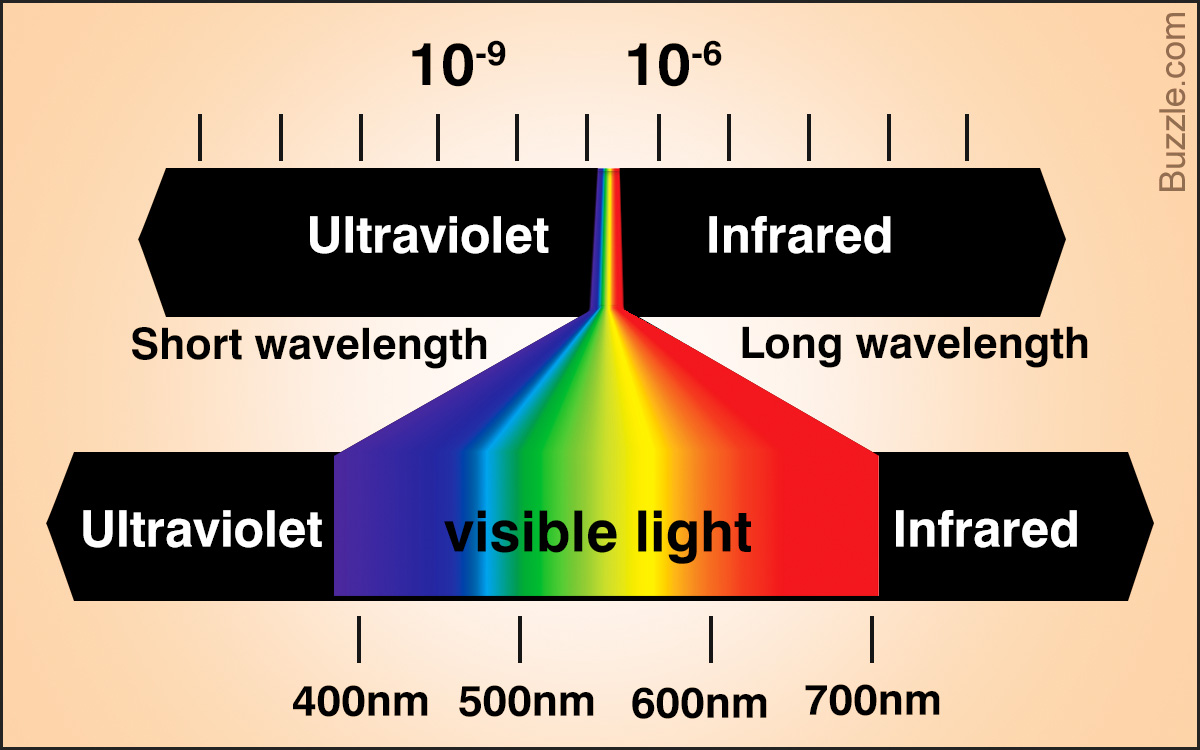 10-9 10-6
Buzzle.com
Ultraviolet Infrared
Short wavelength Long wavelength
Ultraviolet visible light Infrared
400nm 500nm 600nm 700nm